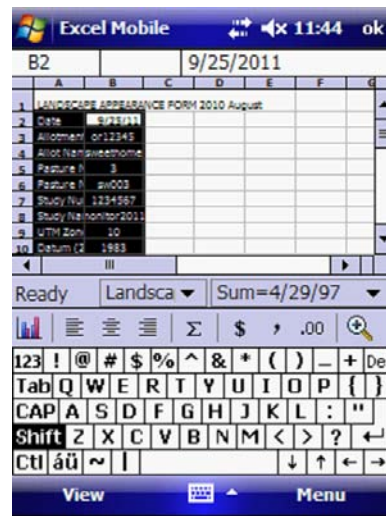 Excel Mobile 11:44 ok
B2 9/25/2011
A B C D E F G
1 LANDSCAPE APPEARANCE FORM 2010 August
2 Date 9/25/11
3 Allotment or12345
4 Allot Nam sweethome
5 Pasture N 3
6 Pasture N sw003
7 Study Nu 1234567
8 Study Na monitor2011
9 UTM Zon 10
10 Datum (2 1983
Ready Landsca Sum=4/29/97
Σ $ , .00
123 ! @ # $ % ^ & * ( ) _ + De
Tab Q W E R T Y U I O P { }
CAP A S D F G H J K L : "
Shift Z X C V B N M < > ?
Ctl áü ~ |
View Menu